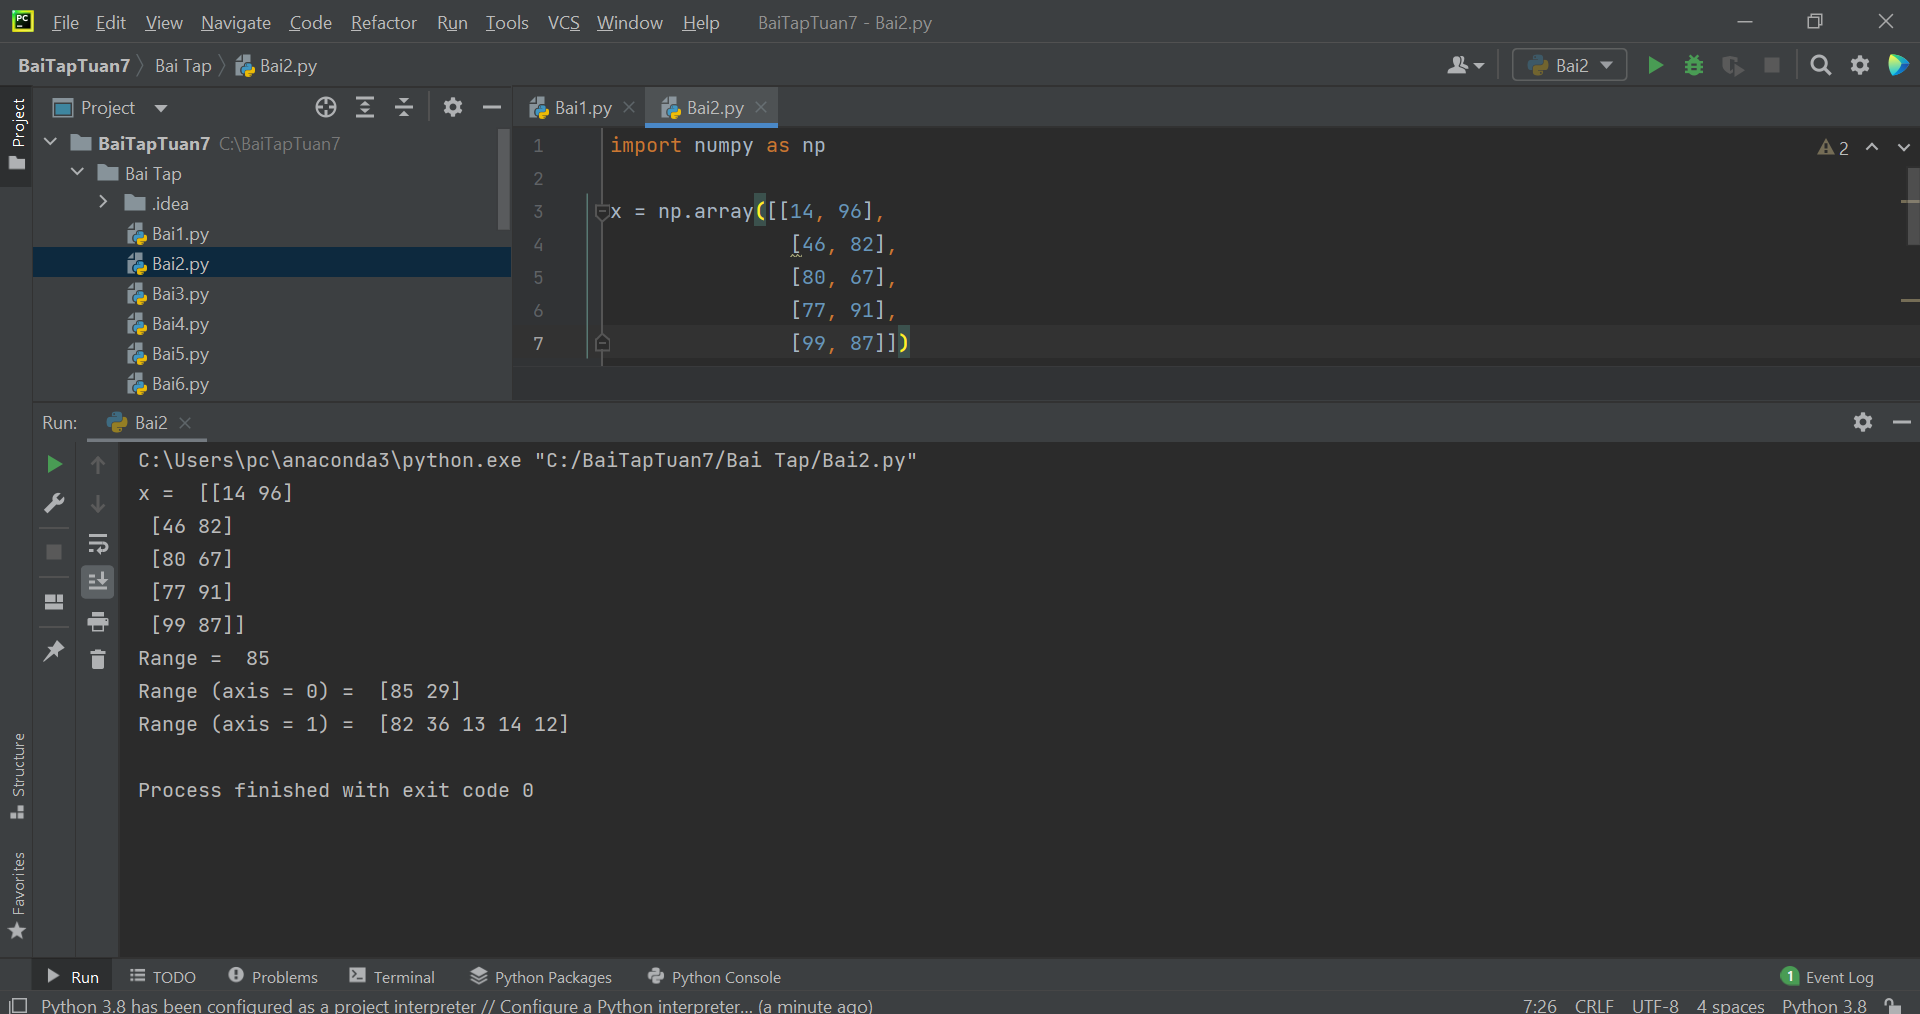 PC File Edit View Navigate Code Refactor Run Tools VCS Window Help BaiTapTuan7 - Bai2.py
BaiTapTuan7 Bai Tap Bai2.py Bai2
Project
Project
BaiTapTuan7 C:\BaiTapTuan7
Bai Tap
.idea
Bai1.py
Bai2.py
Bai3.py
Bai4.py
Bai5.py
Bai6.py
Bai1.py Bai2.py
1 import numpy as np
2
3 x = np.array([[14, 96],
4 [46, 82],
5 [80, 67],
6 [77, 91],
7 [99, 87]])
2
Run: Bai2
C:\Users\pc\anaconda3\python.exe "C:/BaiTapTuan7/Bai Tap/Bai2.py"
x =  [[14 96]
 [46 82]
 [80 67]
 [77 91]
 [99 87]]
Range =  85
Range (axis = 0) =  [85 29]
Range (axis = 1) =  [82 36 13 14 12]
Process finished with exit code 0
Structure
Favorites
Run TODO Problems Terminal Python Packages Python Console 1 Event Log
Python 3.8 has been configured as a project interpreter // Configure a Python interpreter... (a minute ago) 7:26 CRLF UTF-8 4 spaces Python 3.8